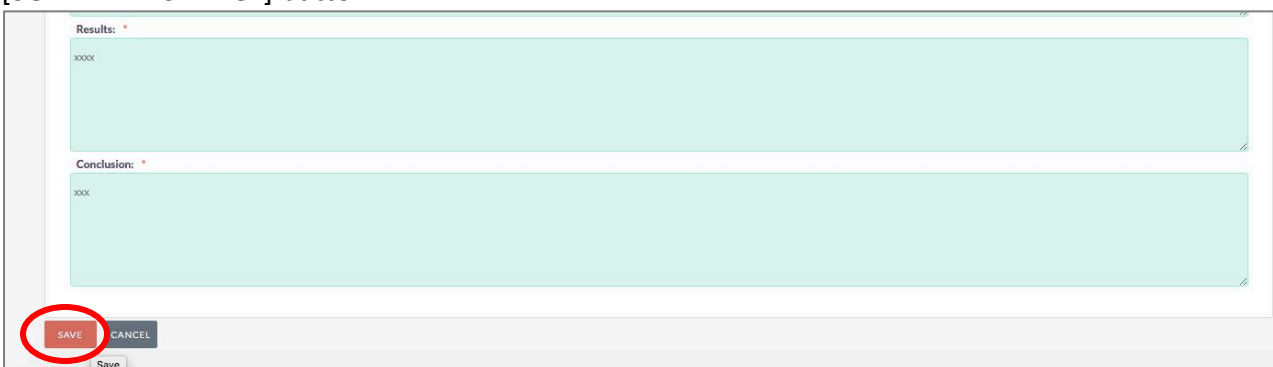 Results: *
xxxx
Conclusion: *
xxx
SAVE CANCEL
Save